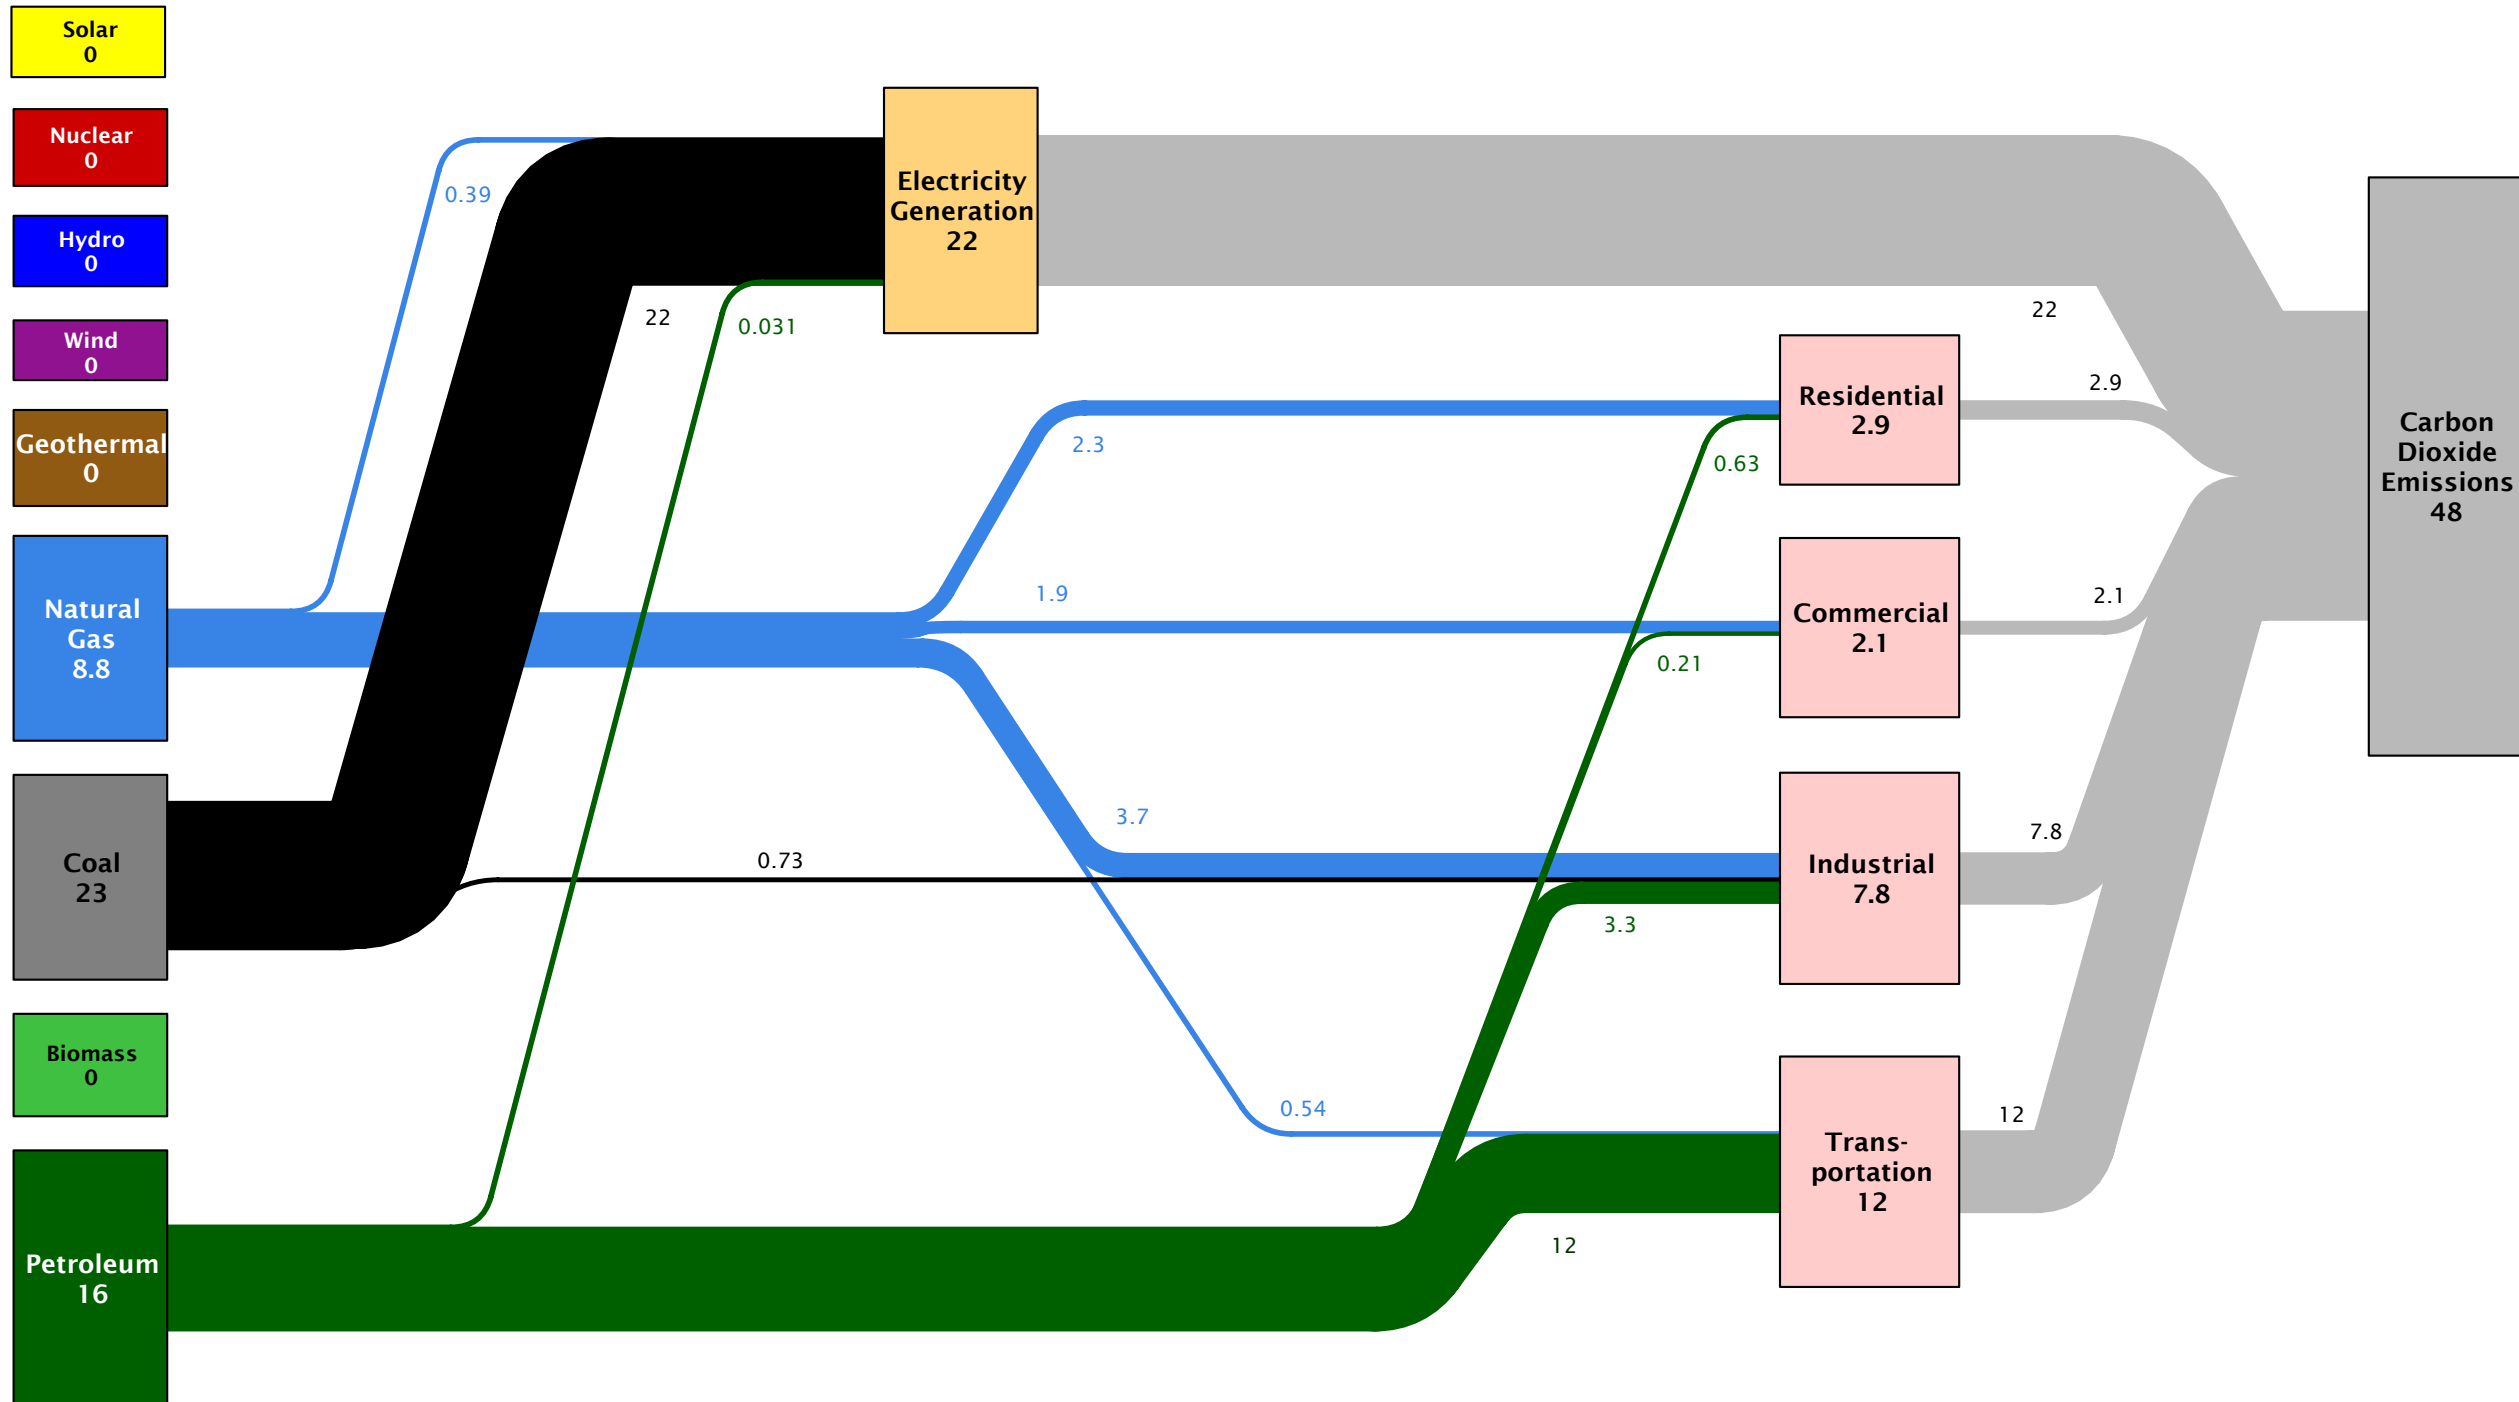 Solar
0
Nuclear
0
Hydro
0
Wind
0
Geothermal
0
Natural
Gas
8.8
Coal
23
Biomass
0
Petroleum
16
0.39
22
0.031
Electricity
Generation
22
2.3
1.9
3.7
0.73
0.54
0.63
0.21
3.3
12
Residential
2.9
Commercial
2.1
Industrial
7.8
Trans-
portation
12
22
2.9
2.1
7.8
12
Carbon
Dioxide
Emissions
48